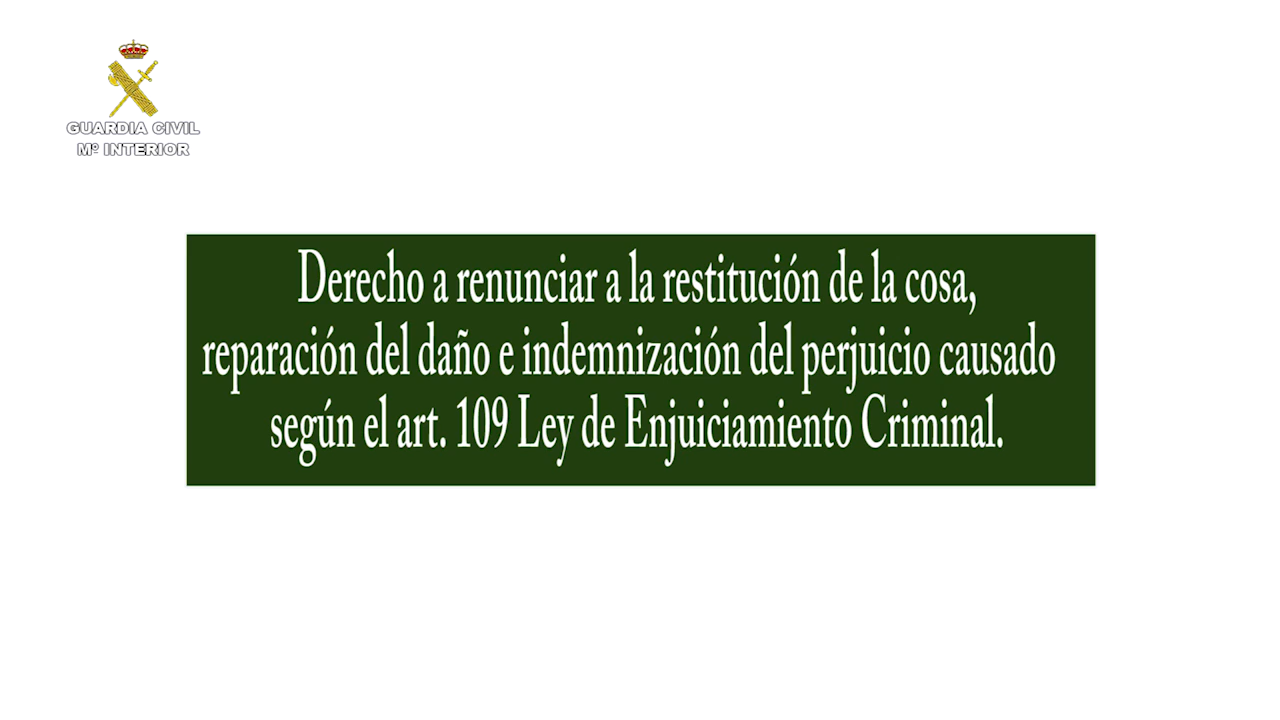 GUARDIA CIVIL
Mº INTERIOR
Derecho a renunciar a la restitución de la cosa,
reparación del daño e indemnización del perjuicio causado
según el art. 109 Ley de Enjuiciamiento Criminal.